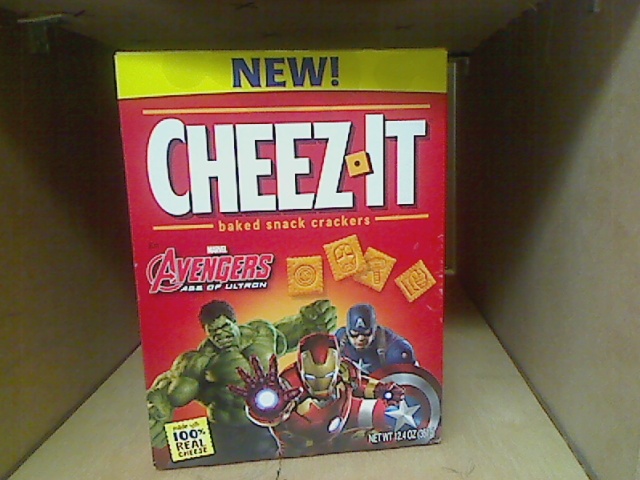 NEW!
CHEEZ-IT
baked snack crackers
MARVEL
AVENGERS
AGE OF ULTRON
A
made with
100%
REAL
CHEESE
NET WT 12.4 OZ